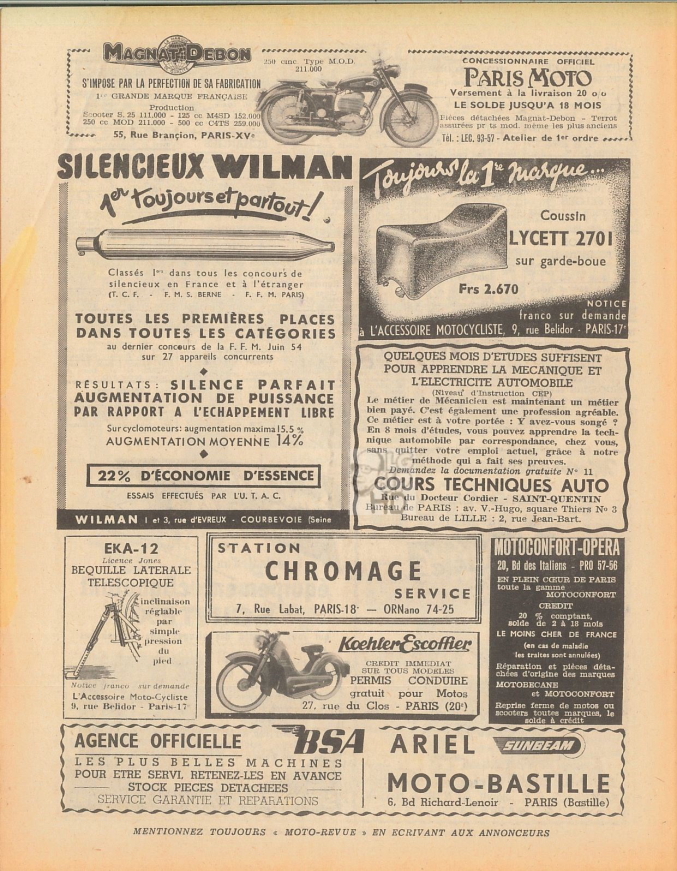 MAGNAT-DEBON
S'IMPOSE PAR LA PERFECTION DE SA FABRICATION
1re GRANDE MARQUE FRANÇAISE
Production
Scooter S. 25 111.000 - 125 cc M4SD 152.000
250 cc MOD 211.000 - 500 cc C4TS 259.000
55, Rue Brançion, PARIS-XVe
250 cmc. Type M.O.D.
211.000
CONCESSIONNAIRE OFFICIEL
PARIS MOTO
Versement à la livraison 20 o/o
LE SOLDE JUSQU'A 18 MOIS
Pièces détachées Magnat-Debon - Terrot
assurées pr ts mod. même les plus anciens
Tél. : LEC. 93-57 - Atelier de 1er ordre
SILENCIEUX WILMAN
1er toujours et partout !
Classés 1ers dans tous les concours de
silencieux en France et à l'étranger
(T.C.F. - F.M.S. BERNE - F.F.M. PARIS)
TOUTES LES PREMIÈRES PLACES
DANS TOUTES LES CATÉGORIES
au dernier concours de la F. F. M. Juin 54
sur 27 appareils concurrents
RÉSULTATS : SILENCE PARFAIT
AUGMENTATION DE PUISSANCE
PAR RAPPORT A L'ECHAPPEMENT LIBRE
Sur cyclomoteurs: augmentation maxima 15.5 %
AUGMENTATION MOYENNE 14%
22% D'ÉCONOMIE D'ESSENCE
ESSAIS EFFECTUÉS PAR L'U. T. A. C.
WILMAN 1 et 3, rue d'EVREUX - COURBEVOIE (Seine
Toujours la 1re marque...
Coussin
LYCETT 2701
sur garde-boue
Frs 2.670
NOTICE
franco sur demande
à L'ACCESSOIRE MOTOCYCLISTE, 9, rue Belidor - PARIS-17e
QUELQUES MOIS D'ETUDES SUFFISENT
POUR APPRENDRE LA MECANIQUE ET
L'ELECTRICITE AUTOMOBILE
(Niveau d'Instruction CEP)
Le métier de Mécanicien est maintenant un métier
bien payé. C'est également une profession agréable.
Ce métier est à votre portée : Y avez-vous songé ?
En 8 mois d'études, vous pouvez apprendre la tech-
nique automobile par correspondance, chez vous,
sans quitter votre emploi actuel, grâce à notre
méthode qui a fait ses preuves.
Demandez la documentation gratuite No 11
COURS TECHNIQUES AUTO
Rue du Docteur Cordier - SAINT-QUENTIN
Bureau de PARIS : av. V.-Hugo, square Thiers No 3
Bureau de LILLE : 2, rue Jean-Bart.
EKA-12
Licence Jones
BEQUILLE LATERALE
TELESCOPIQUE
inclinaison
réglable
par
simple
pression
du
pied
Notice franco sur demande
L'Accessoire Moto-Cycliste
9, rue Belidor - Paris-17e
STATION
CHROMAGE
SERVICE
7, Rue Labat, PARIS-18e — ORNano 74-25
Koehler Escoffier
CREDIT IMMEDIAT
SUR TOUS MODELES
PERMIS CONDUIRE
gratuit pour Motos
27, rue du Clos - PARIS (20e)
MOTOCONFORT-OPERA
20, Bd des Italiens - PRO 57-56
EN PLEIN CŒUR DE PARIS
toute la gamme
MOTOCONFORT
CREDIT
20 % comptant,
solde de 2 à 18 mois
LE MOINS CHER DE FRANCE
(en cas de maladie
les traites sont annulées)
Réparation et pièces déta-
chées d'origine des marques
MOTOBECANE
et MOTOCONFORT
Reprise ferme de motos ou
scooters toutes marques, le
solde à crédit
AGENCE OFFICIELLE BSA ARIEL SUNBEAM
LES PLUS BELLES MACHINES
POUR ETRE SERVI, RETENEZ-LES EN AVANCE
STOCK PIECES DETACHEES
SERVICE GARANTIE ET REPARATIONS
MOTO-BASTILLE
6. Bd Richard-Lenoir - PARIS (Bastille)
MENTIONNEZ TOUJOURS « MOTO-REVUE » EN ECRIVANT AUX ANNONCEURS